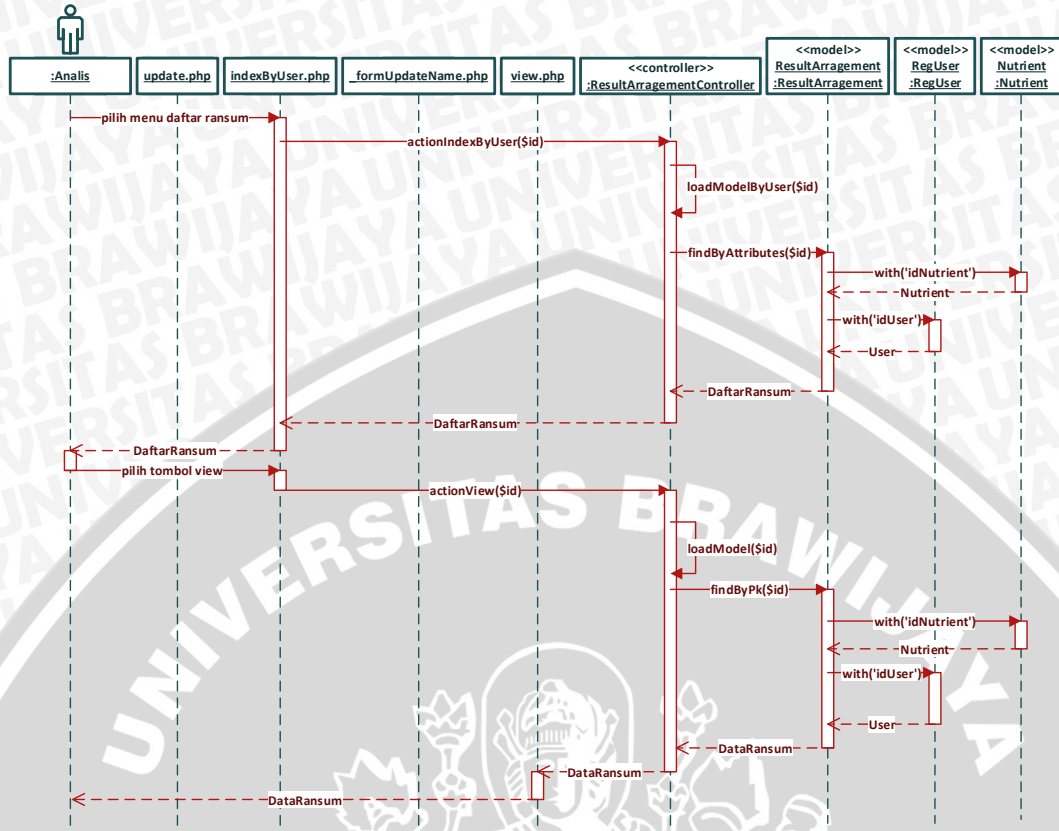 <<controller>>
<<model>>
<<model>>
<<model>>
:Analis
update.php
indexByUser.php
_formUpdateName.php
view.php
:ResultArragementController
ResultArragement
:ResultArragement
RegUser
:RegUser
Nutrient
:Nutrient
pilih menu daftar ransum
actionIndexByUser($id)
loadModelByUser($id)
findByAttributes($id)
with('idNutrient')
Nutrient
with('idUser')
User
DaftarRansum
DaftarRansum
DaftarRansum
pilih tombol view
actionView($id)
loadModel($id)
findByPk($id)
with('idNutrient')
Nutrient
with('idUser')
User
DataRansum
DataRansum
DataRansum
UNIVERSITAS BRAWIJAYA